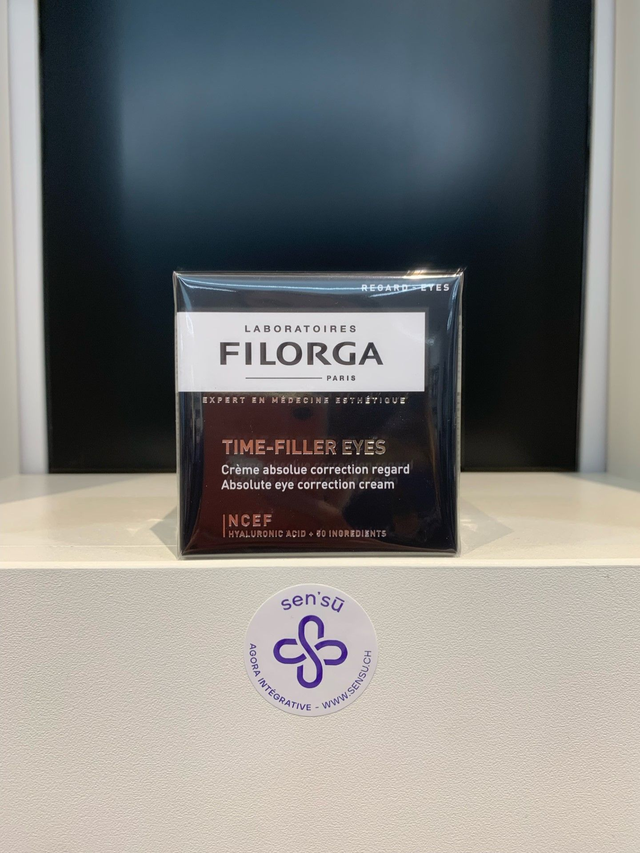 REGARD - EYES
LABORATOIRES
FILORGA
PARIS
EXPERT EN MÉDECINE ESTHÉTIQUE
TIME-FILLER EYES
Crème absolue correction regard
Absolute eye correction cream
NCEF
HYALURONIC ACID + 50 INGREDIENTS
sen'sū
AGORA INTÉGRATIVE - WWW.SENSU.CH